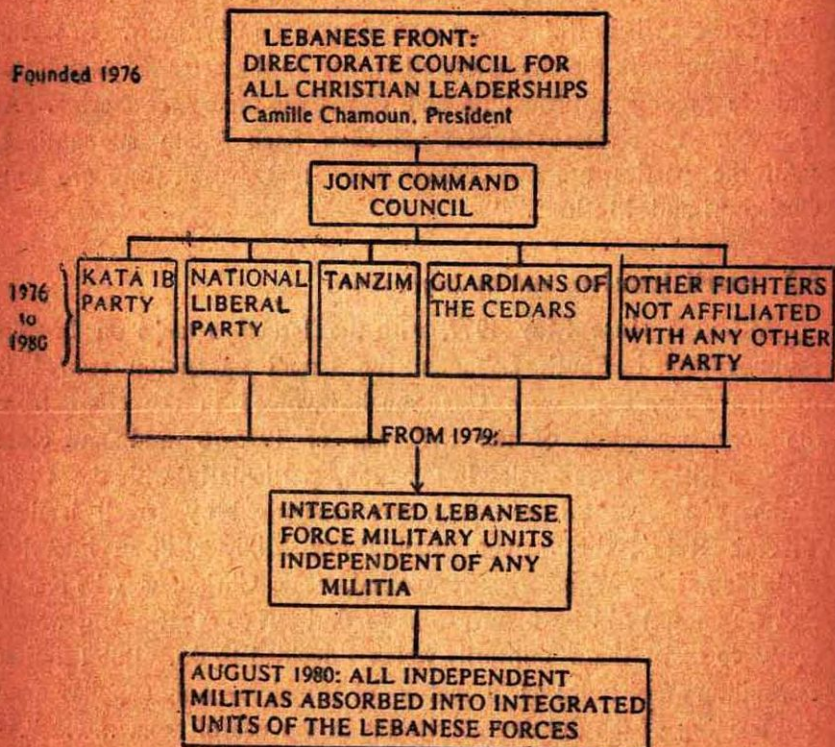 Founded 1976
LEBANESE FRONT:
DIRECTORATE COUNCIL FOR
ALL CHRISTIAN LEADERSHIPS
Camille Chamoun, President
JOINT COMMAND
COUNCIL
1976
to
1980
KATA IB
PARTY
NATIONAL
LIBERAL
PARTY
TANZIM
GUARDIANS OF
THE CEDARS
OTHER FIGHTERS
NOT AFFILIATED
WITH ANY OTHER
PARTY
FROM 1979:
INTEGRATED LEBANESE
FORCE MILITARY UNITS
INDEPENDENT OF ANY
MILITIA
AUGUST 1980: ALL INDEPENDENT
MILITIAS ABSORBED INTO INTEGRATED
UNITS OF THE LEBANESE FORCES